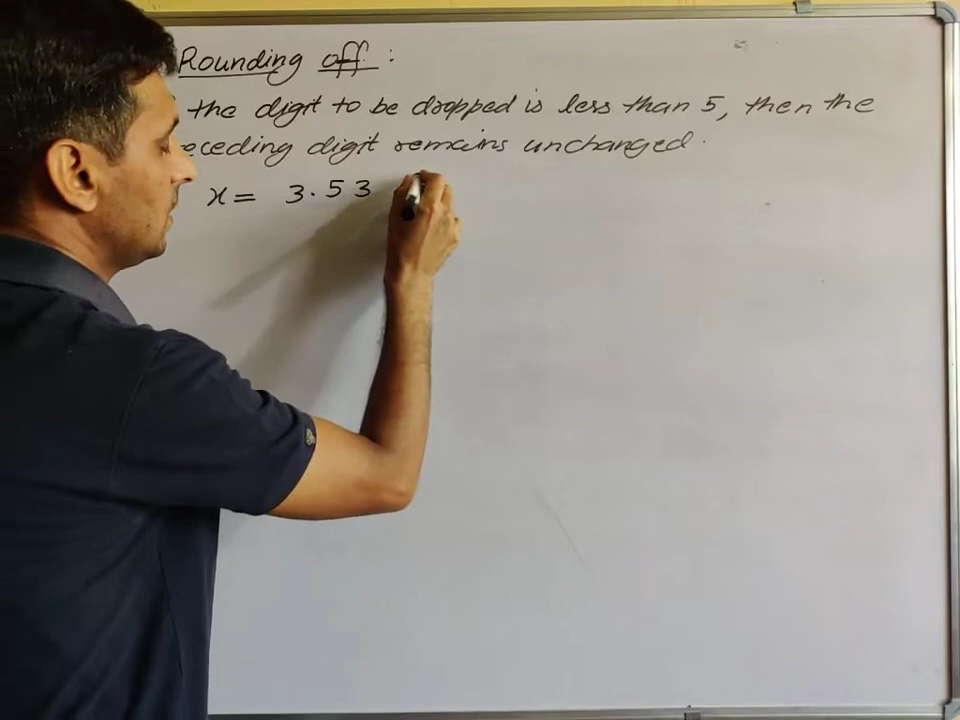 Rounding off :
the digit to be dropped is less than 5, then the
eceding digit remains unchanged.
x = 3.53